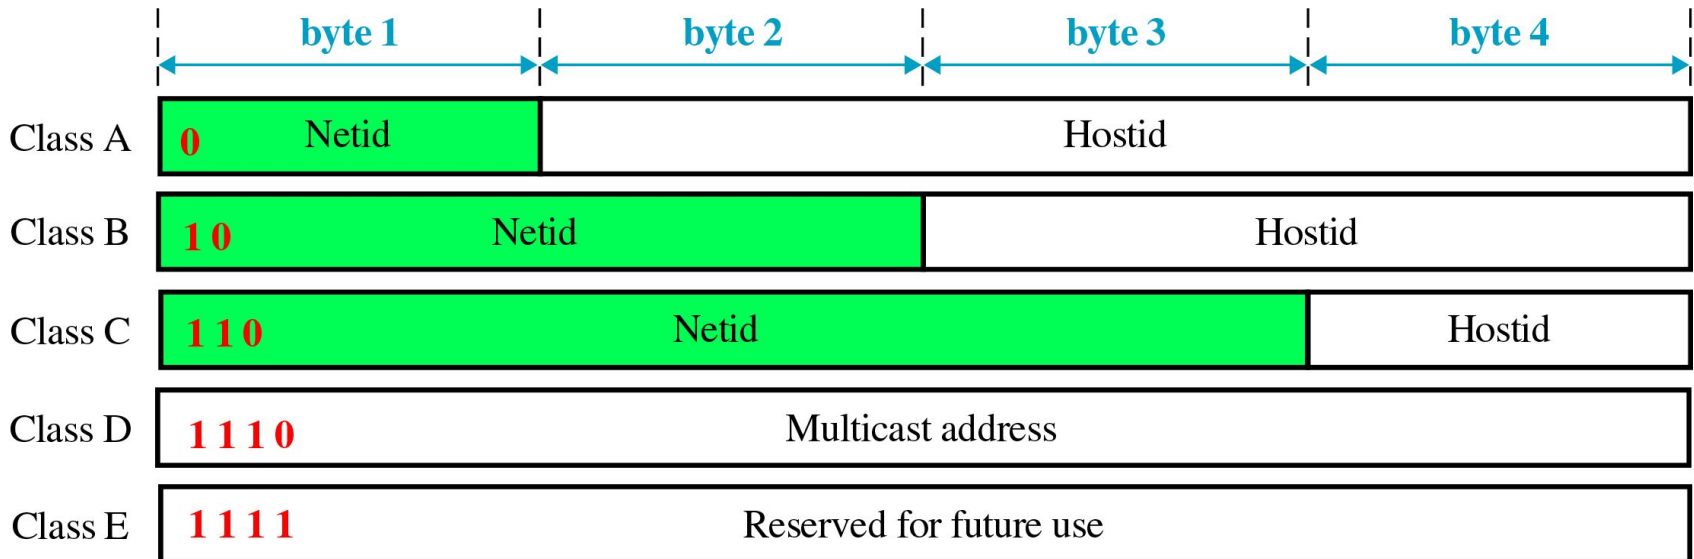 byte 1 byte 2 byte 3 byte 4
Class A 0 Netid Hostid
Class B 1 0 Netid Hostid
Class C 1 1 0 Netid Hostid
Class D 1 1 1 0 Multicast address
Class E 1 1 1 1 Reserved for future use